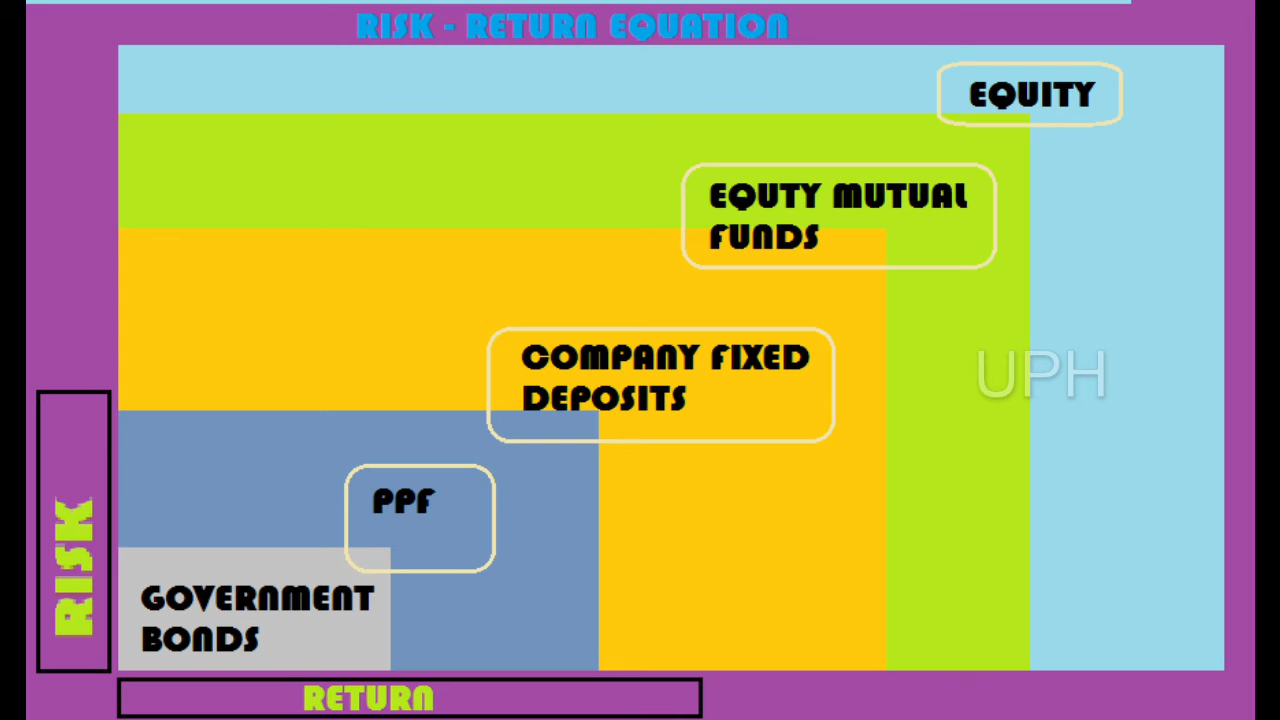 RISK - RETURN EQUATION
EQUITY
EQUTY MUTUAL
FUNDS
COMPANY FIXED
DEPOSITS
UPH
PPF
RISK
GOVERNMENT
BONDS
RETURN